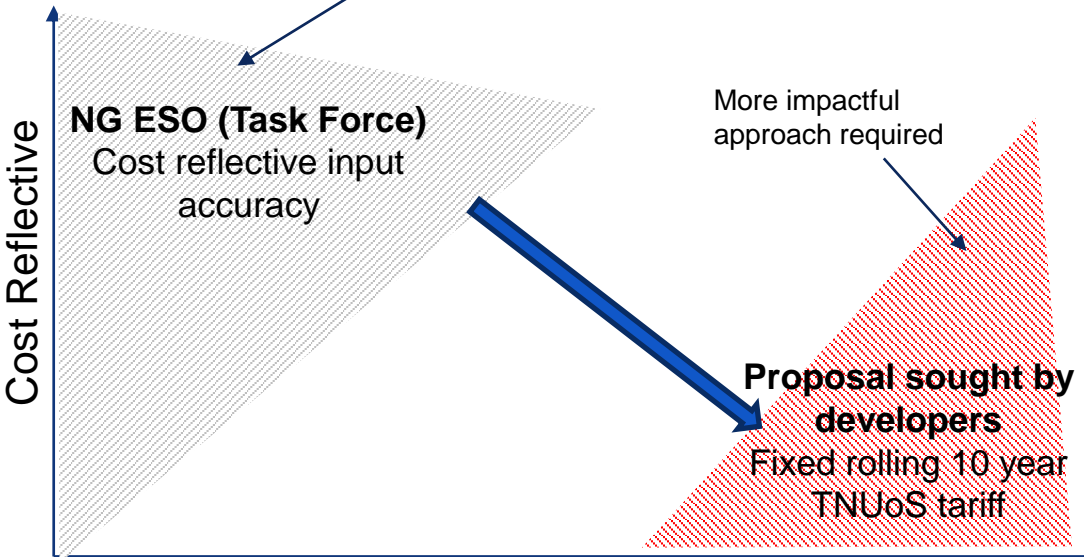 Cost Reflective
NG ESO (Task Force)
Cost reflective input
accuracy
More impactful
approach required
Proposal sought by
developers
Fixed rolling 10 year
TNUoS tariff